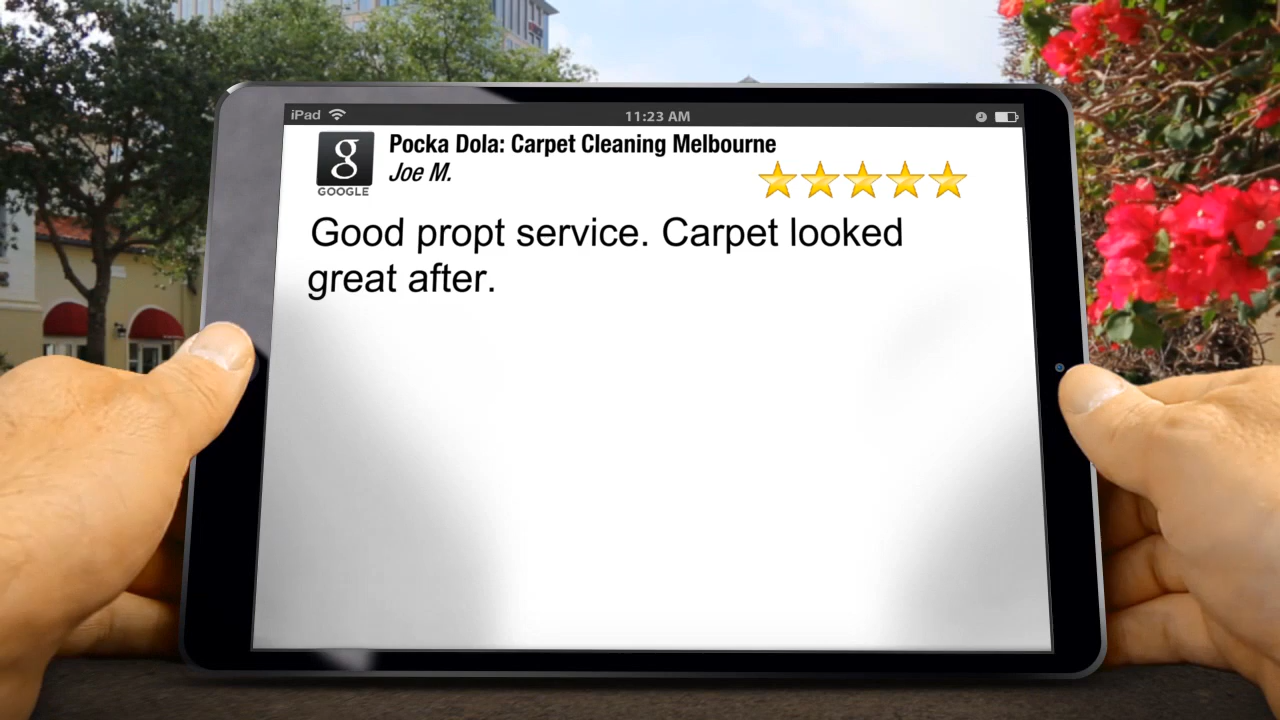 iPad 11:23 AM
g
GOOGLE
Pocka Dola: Carpet Cleaning Melbourne
Joe M.
Good propt service. Carpet looked
great after.